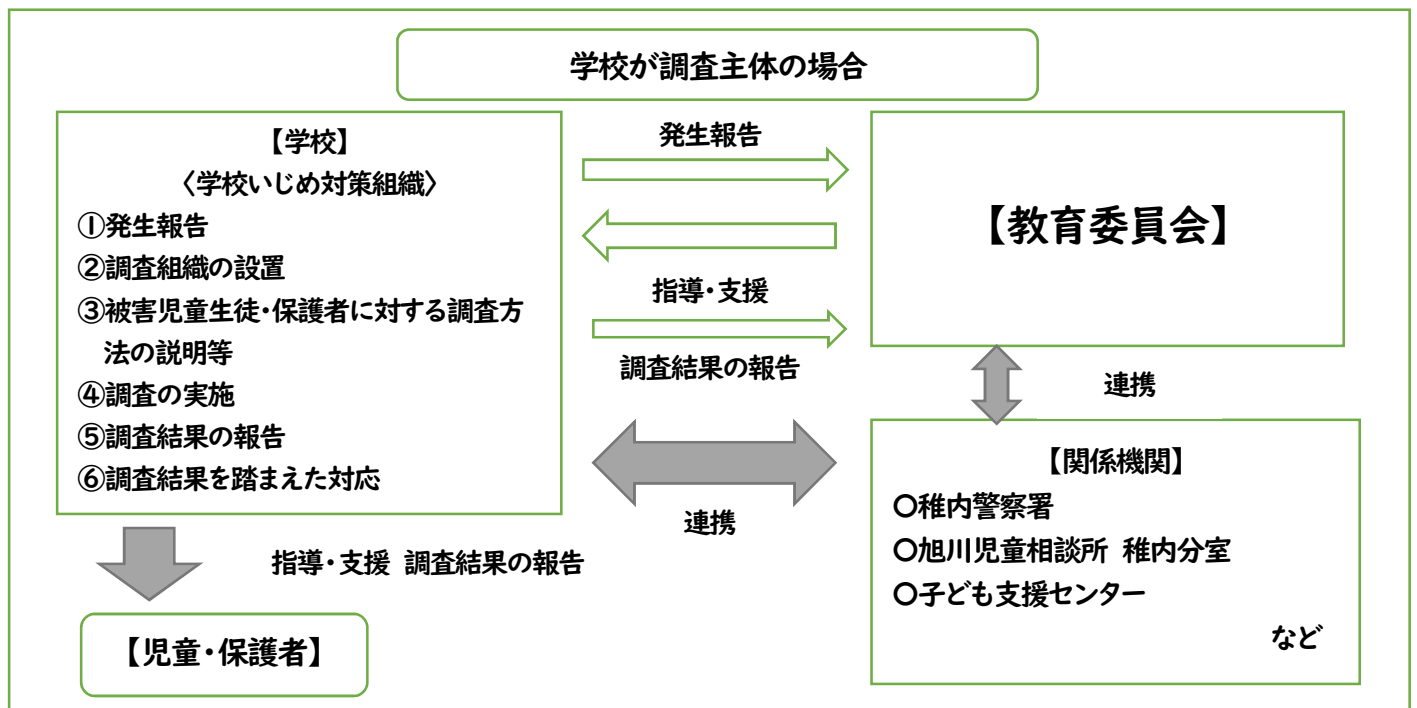 学校が調査主体の場合
【学校】
〈学校いじめ対策組織〉
①発生報告
②調査組織の設置
③被害児童生徒・保護者に対する調査方
法の説明等
④調査の実施
⑤調査結果の報告
⑥調査結果を踏まえた対応
発生報告
指導・支援
調査結果の報告
【教育委員会】
連携
連携
【関係機関】
〇稚内警察署
〇旭川児童相談所 稚内分室
〇子ども支援センター
など
指導・支援 調査結果の報告
【児童・保護者】